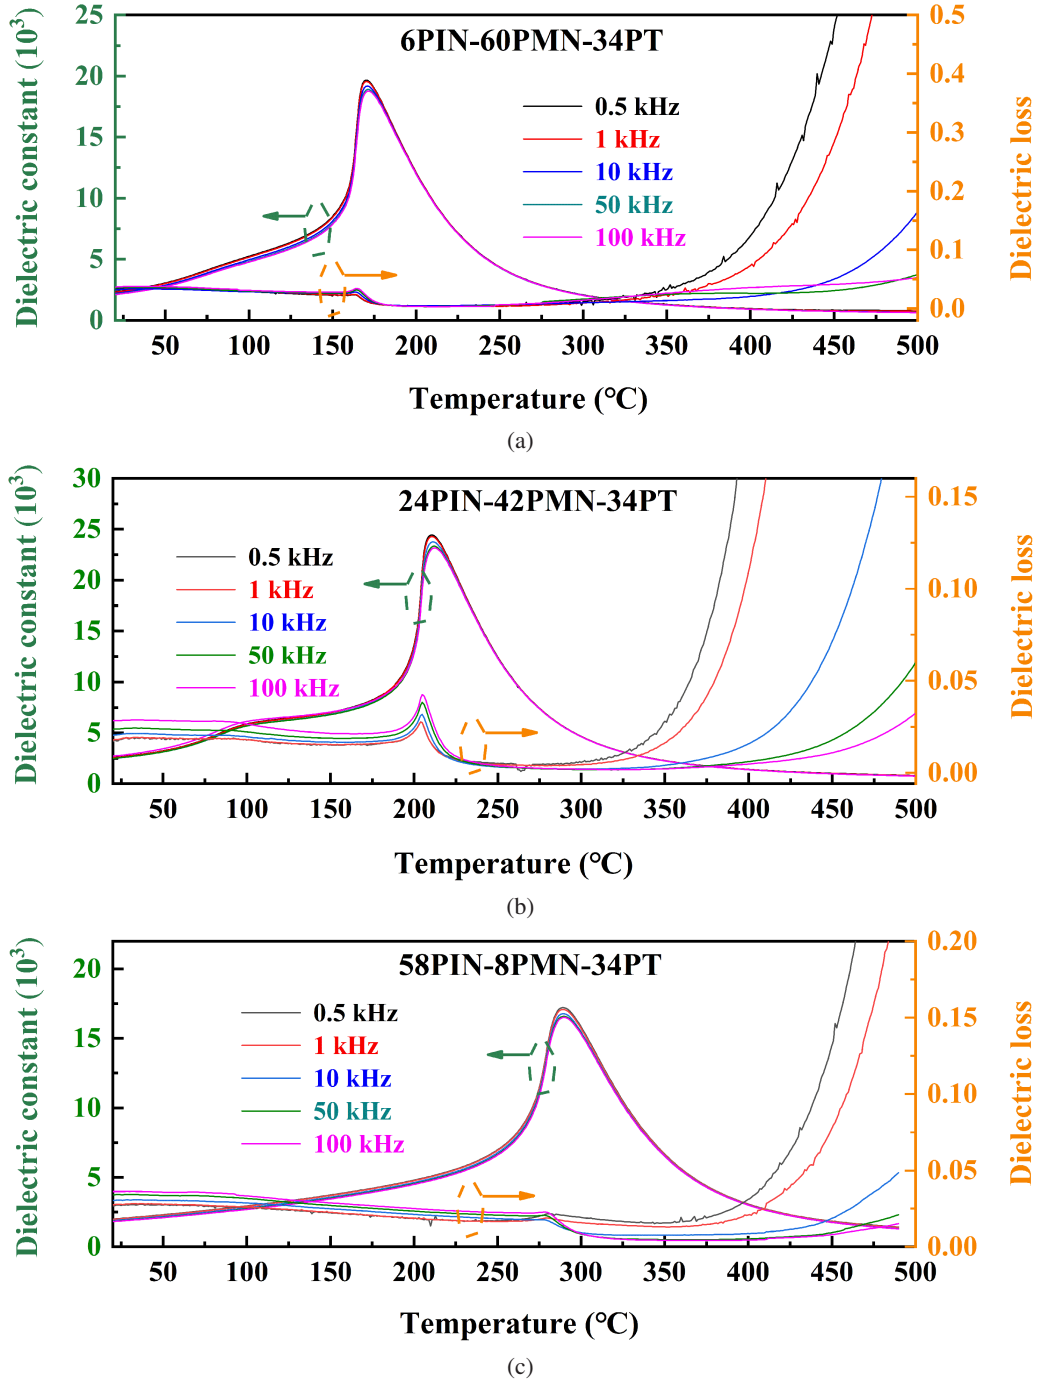 6PIN-60PMN-34PT
Dielectric constant (10³)
25
20
15
10
5
0
0.5 kHz
1 kHz
10 kHz
50 kHz
100 kHz
0.5
0.4
0.3
0.2
0.1
0.0
Dielectric loss
50 100 150 200 250 300 350 400 450 500
Temperature (°C)
(a)
24PIN-42PMN-34PT
Dielectric constant (10³)
30
25
20
15
10
5
0
0.5 kHz
1 kHz
10 kHz
50 kHz
100 kHz
0.15
0.10
0.05
0.00
Dielectric loss
50 100 150 200 250 300 350 400 450 500
Temperature (°C)
(b)
58PIN-8PMN-34PT
Dielectric constant (10³)
20
15
10
5
0
0.5 kHz
1 kHz
10 kHz
50 kHz
100 kHz
0.20
0.15
0.10
0.05
0.00
Dielectric loss
50 100 150 200 250 300 350 400 450 500
Temperature (°C)
(c)